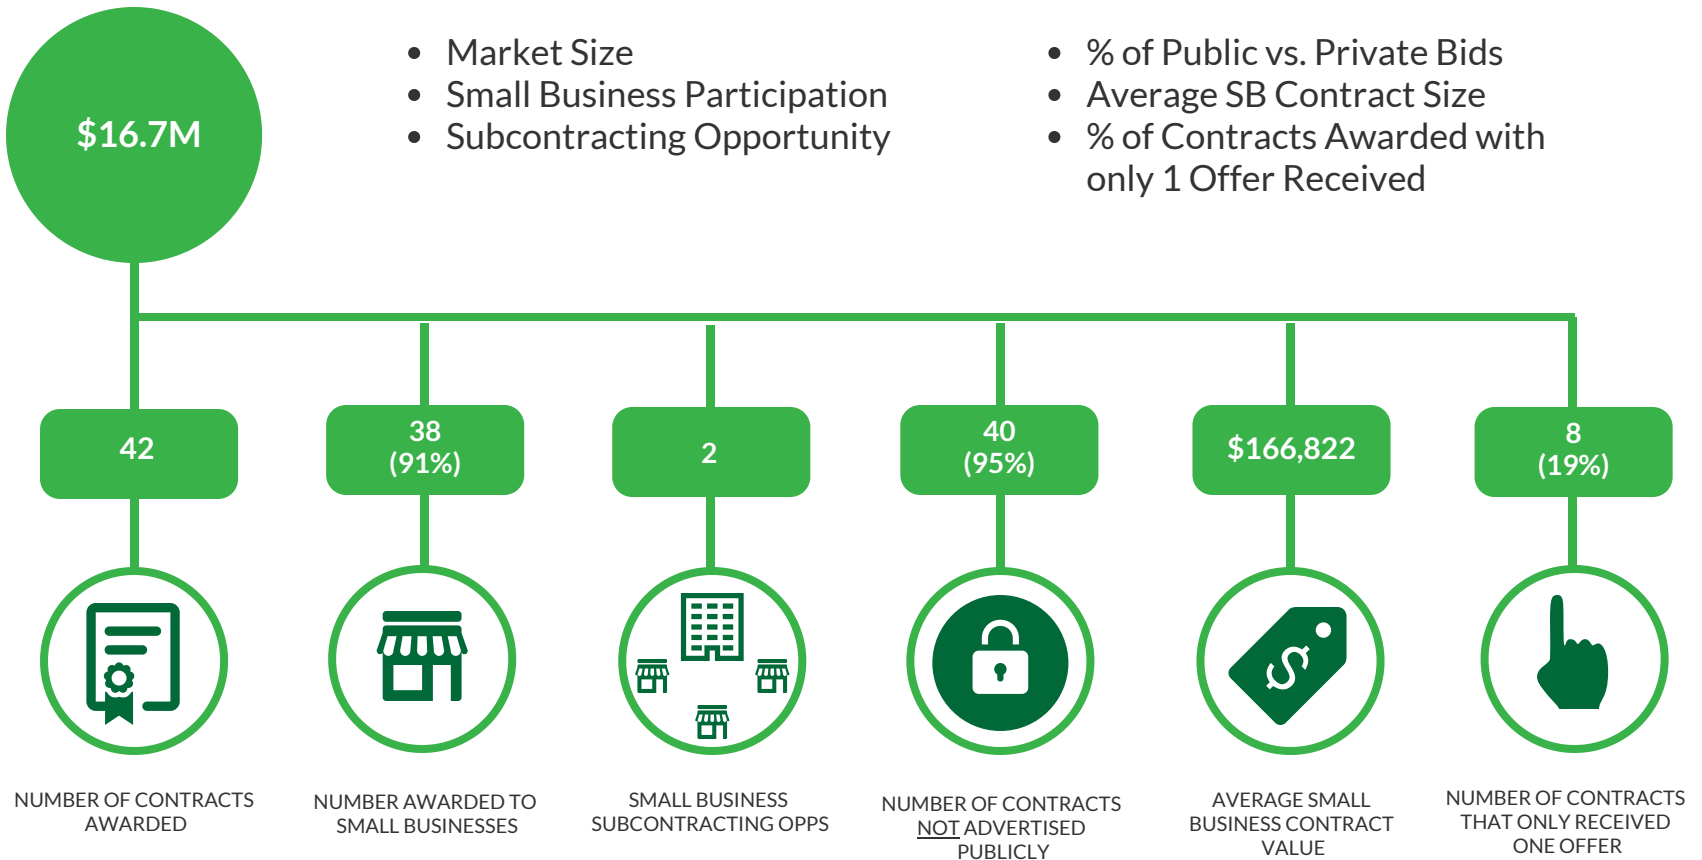 $16.7M
• Market Size
• Small Business Participation
• Subcontracting Opportunity
• % of Public vs. Private Bids
• Average SB Contract Size
• % of Contracts Awarded with
only 1 Offer Received
42
38
(91%)
2
40
(95%)
$166,822
8
(19%)
$
NUMBER OF CONTRACTS
AWARDED
NUMBER AWARDED TO
SMALL BUSINESSES
SMALL BUSINESS
SUBCONTRACTING OPPS
NUMBER OF CONTRACTS
NOT ADVERTISED
PUBLICLY
AVERAGE SMALL
BUSINESS CONTRACT
VALUE
NUMBER OF CONTRACTS
THAT ONLY RECEIVED
ONE OFFER